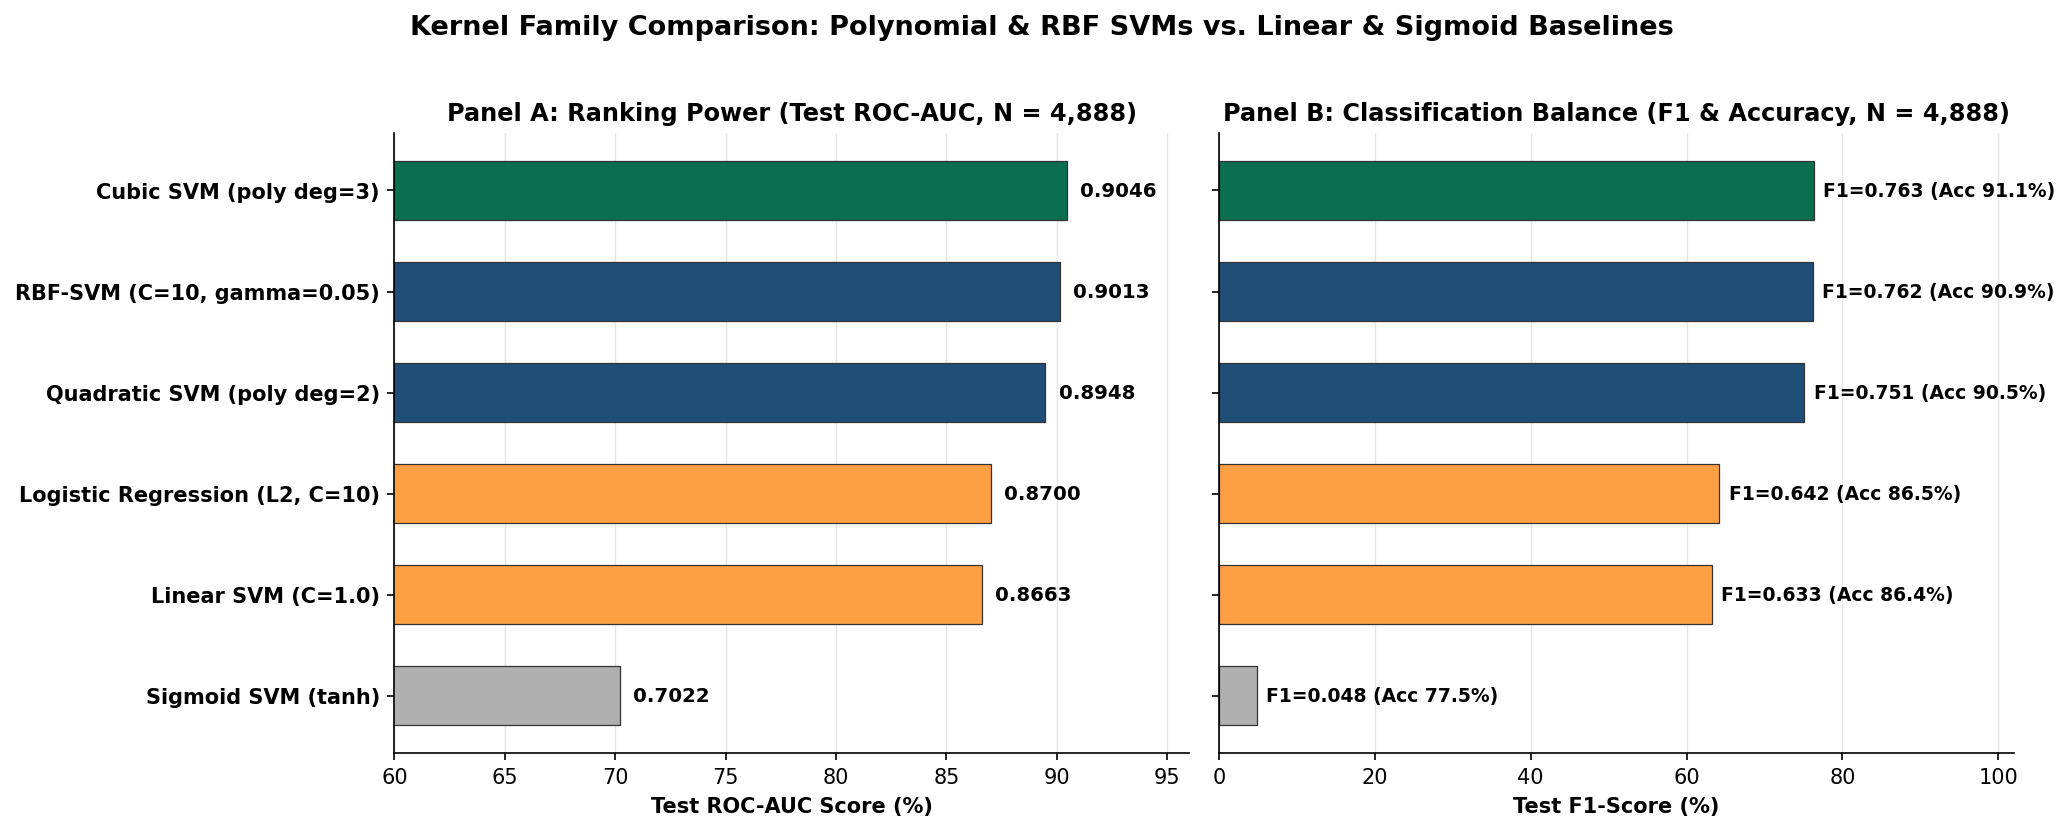 Kernel Family Comparison: Polynomial & RBF SVMs vs. Linear & Sigmoid Baselines
Panel A: Ranking Power (Test ROC-AUC, N = 4,888)
Cubic SVM (poly deg=3)
0.9046
RBF-SVM (C=10, gamma=0.05)
0.9013
Quadratic SVM (poly deg=2)
0.8948
Logistic Regression (L2, C=10)
0.8700
Linear SVM (C=1.0)
0.8663
Sigmoid SVM (tanh)
0.7022
60 65 70 75 80 85 90 95
Test ROC-AUC Score (%)
Panel B: Classification Balance (F1 & Accuracy, N = 4,888)
F1=0.763 (Acc 91.1%)
F1=0.762 (Acc 90.9%)
F1=0.751 (Acc 90.5%)
F1=0.642 (Acc 86.5%)
F1=0.633 (Acc 86.4%)
F1=0.048 (Acc 77.5%)
0 20 40 60 80 100
Test F1-Score (%)